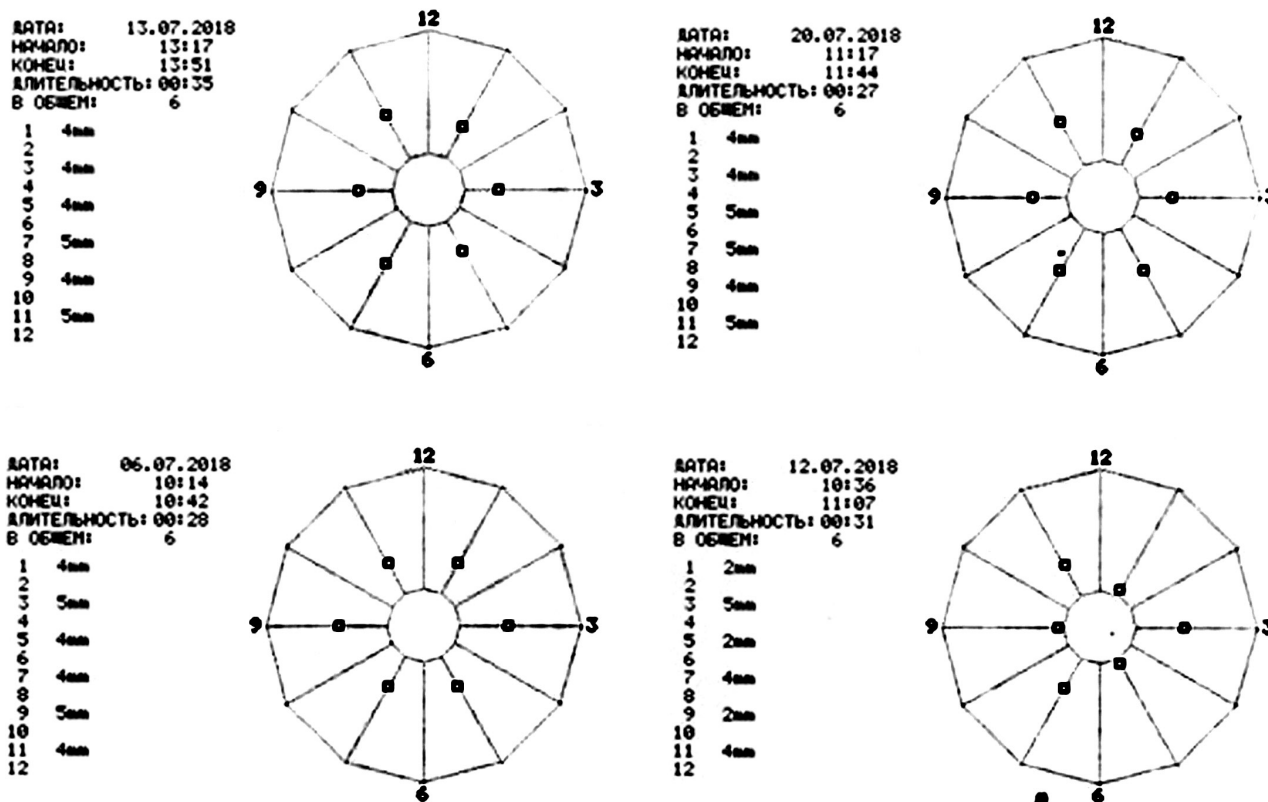 ДАТА: 13.07.2018
НАЧАЛО: 13:17
КОНЕЦ: 13:51
ДЛИТЕЛЬНОСТЬ: 00:35
В ОБЩЕМ: 6
1 4mm
2
3 4mm
4
5 4mm
6
7 5mm
8
9 4mm
10
11 5mm
12
12
9 3
6
ДАТА: 20.07.2018
НАЧАЛО: 11:17
КОНЕЦ: 11:44
ДЛИТЕЛЬНОСТЬ: 00:27
В ОБЩЕМ: 6
1 4mm
2
3 4mm
4
5 5mm
6
7 5mm
8
9 4mm
10
11 5mm
12
12
9 3
6
ДАТА: 06.07.2018
НАЧАЛО: 10:14
КОНЕЦ: 10:42
ДЛИТЕЛЬНОСТЬ: 00:28
В ОБЩЕМ: 6
1 4mm
2
3 5mm
4
5 4mm
6
7 4mm
8
9 5mm
10
11 4mm
12
12
9 3
6
ДАТА: 12.07.2018
НАЧАЛО: 10:36
КОНЕЦ: 11:07
ДЛИТЕЛЬНОСТЬ: 00:31
В ОБЩЕМ: 6
1 2mm
2
3 5mm
4
5 2mm
6
7 4mm
8
9 2mm
10
11 4mm
12
12
9 3
6